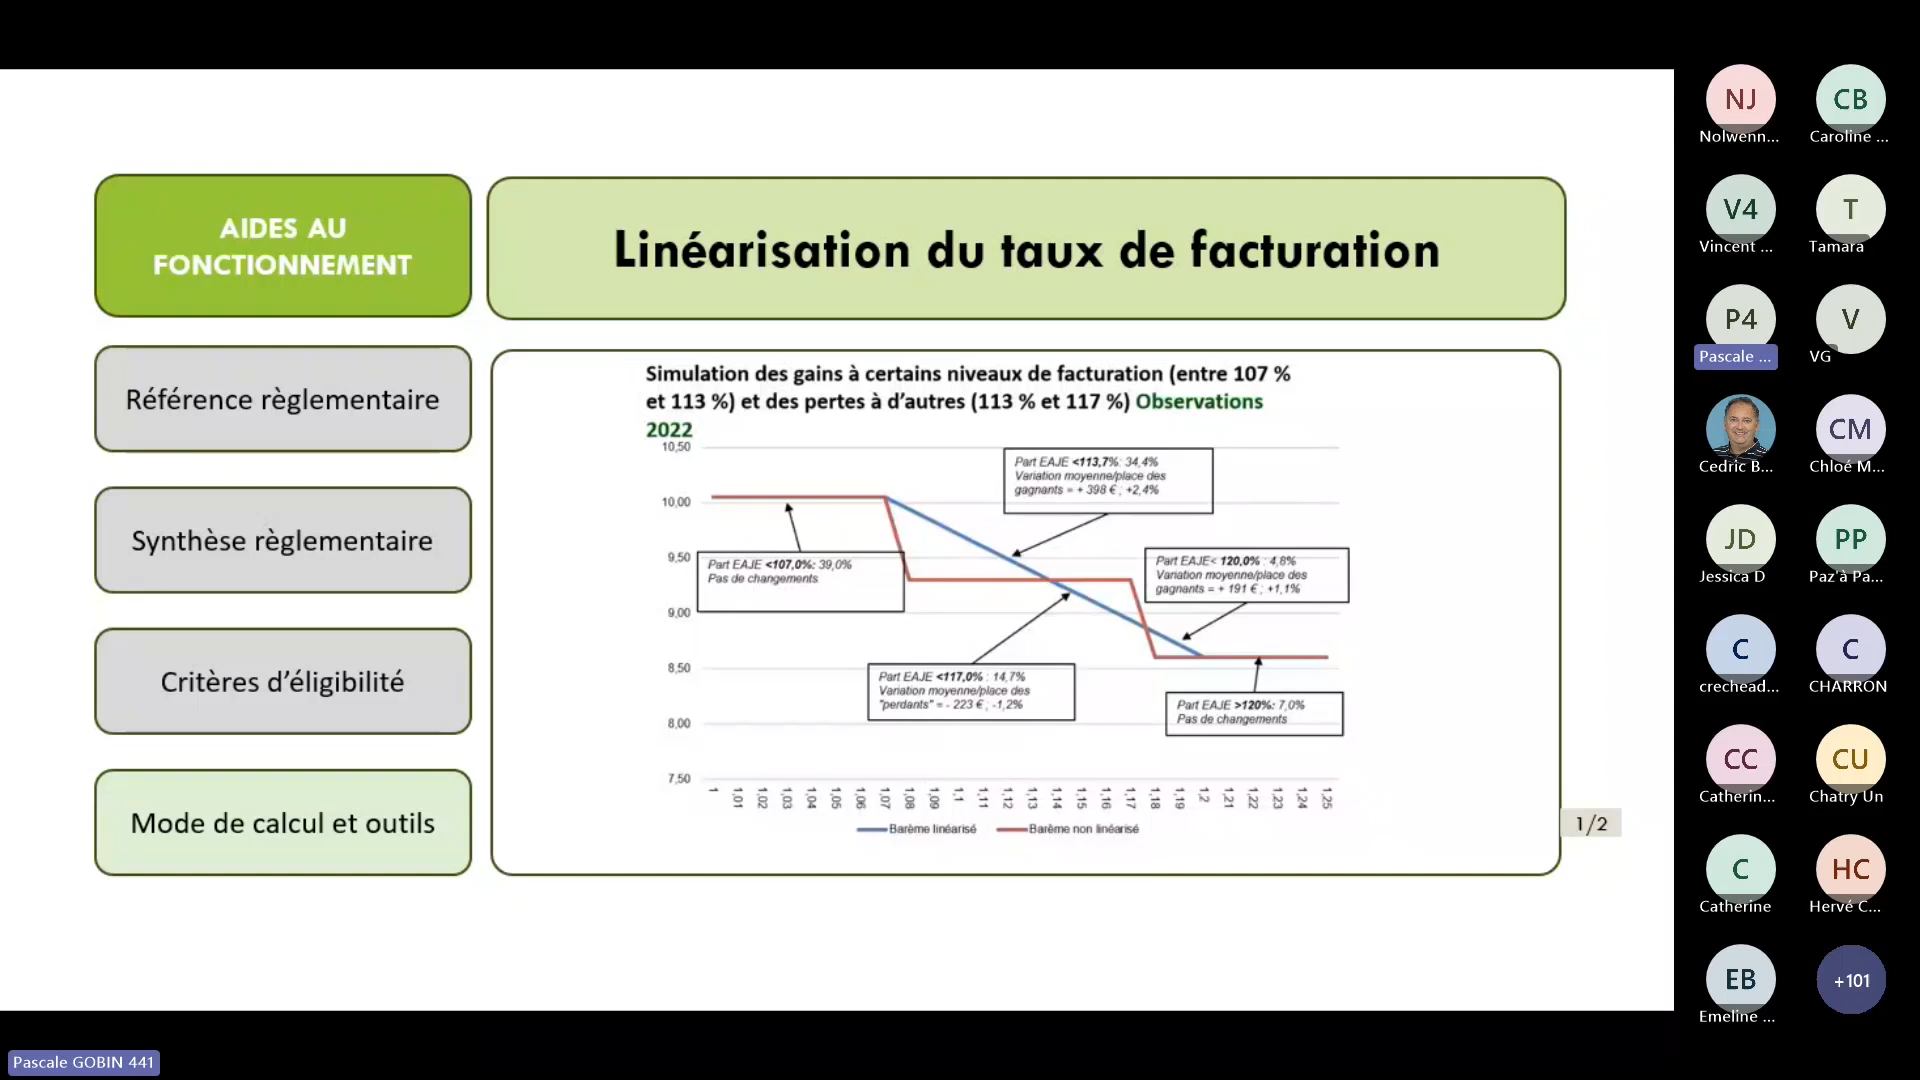 AIDES AU
FONCTIONNEMENT
Linéarisation du taux de facturation
Référence règlementaire
Synthèse règlementaire
Critères d’éligibilité
Mode de calcul et outils
Simulation des gains à certains niveaux de facturation (entre 107 %
et 113 %) et des pertes à d’autres (113 % et 117 %) Observations
2022
10,50
10,00
9,50
9,00
8,50
8,00
7,50
Part EAJE <113,7%: 34,4%
Variation moyenne/place des
gagnants = + 398 € ; +2,4%
Part EAJE <107,0%: 39,0%
Pas de changements
Part EAJE< 120,0% : 4,8%
Variation moyenne/place des
gagnants = + 191 € ; +1,1%
Part EAJE <117,0% : 14,7%
Variation moyenne/place des
"perdants" = - 223 € ; -1,2%
Part EAJE >120%: 7,0%
Pas de changements
1 1,01 1,02 1,03 1,04 1,05 1,06 1,07 1,08 1,09 1,1 1,11 1,12 1,13 1,14 1,15 1,16 1,17 1,18 1,19 1,2 1,21 1,22 1,23 1,24 1,25
Barème linéarisé Barème non linéarisé
1/2
NJ CB
Nolwenn... Caroline ...
V4 T
Vincent ... Tamara
P4 V
Pascale ... VG
CM
Cedric B... Chloé M...
JD PP
Jessica D Paz'à Pa...
C C
crechead... CHARRON
CC CU
Catherin... Chatry Un
C HC
Catherine Hervé C...
EB +101
Emeline ...
Pascale GOBIN 441